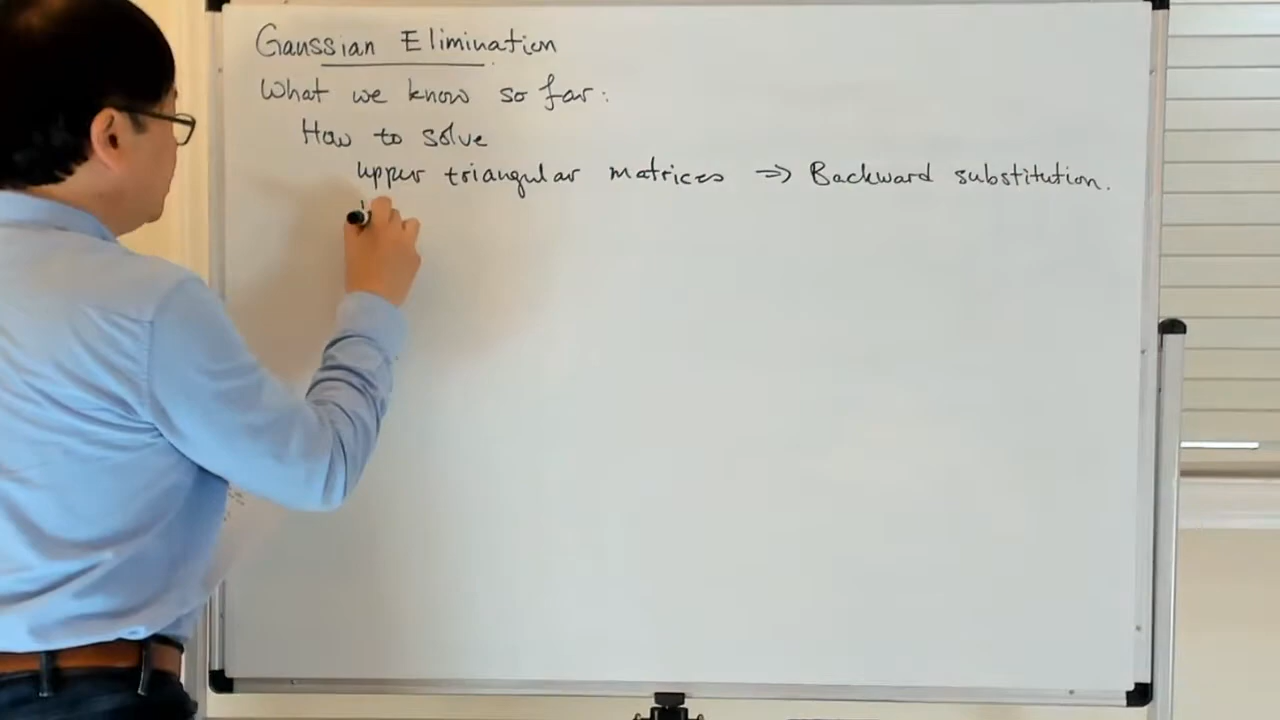 Gaussian Elimination
What we know so far:
How to solve
upper triangular matrices ⇒ Backward substitution.